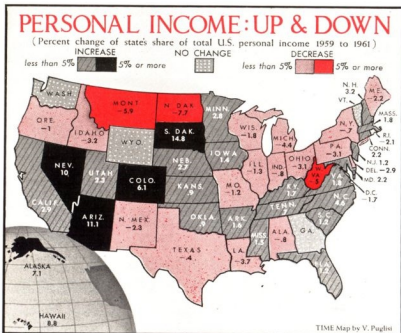 PERSONAL INCOME: UP & DOWN
(Percent change of state's share of total U.S. personal income 1959 to 1961)
INCREASE
NO CHANGE
DECREASE
less than 5%
5% or more
less than 5%
5% or more
WASH.
MONT.
-5.9
N. DAK.
-7.7
MINN.
2.8
N.H.
3.2
VT.
ME.
-2.2
ORE.
-1
IDAHO
-3.2
WYO.
S. DAK.
14.8
WIS.
-1.8
MICH.
-4.4
N.Y.
-.7
MASS.
1.8
R.I.
-2.1
CONN.
2.2
N.J. 1.2
DEL. -2.9
MD. 2.2
D.C.
-1.7
NEV.
10
UTAH
2.3
COLO.
6.1
NEB.
2.7
IOWA
1.4
ILL.
-1.3
IND.
-.8
OHIO
-3.1
PA.
-3.1
W. VA.
CALIF.
2.9
ARIZ.
11.1
N. MEX.
-2.3
KANS.
.9
MO.
-1.2
KY.
1.7
TENN.
OKLA.
.9
ARK.
1.6
TEXAS
-.4
LA.
-3.7
MISS.
1.5
ALA.
-.8
GA.
ALASKA
7.1
HAWAII
8.8
TIME Map by V. Puglisi